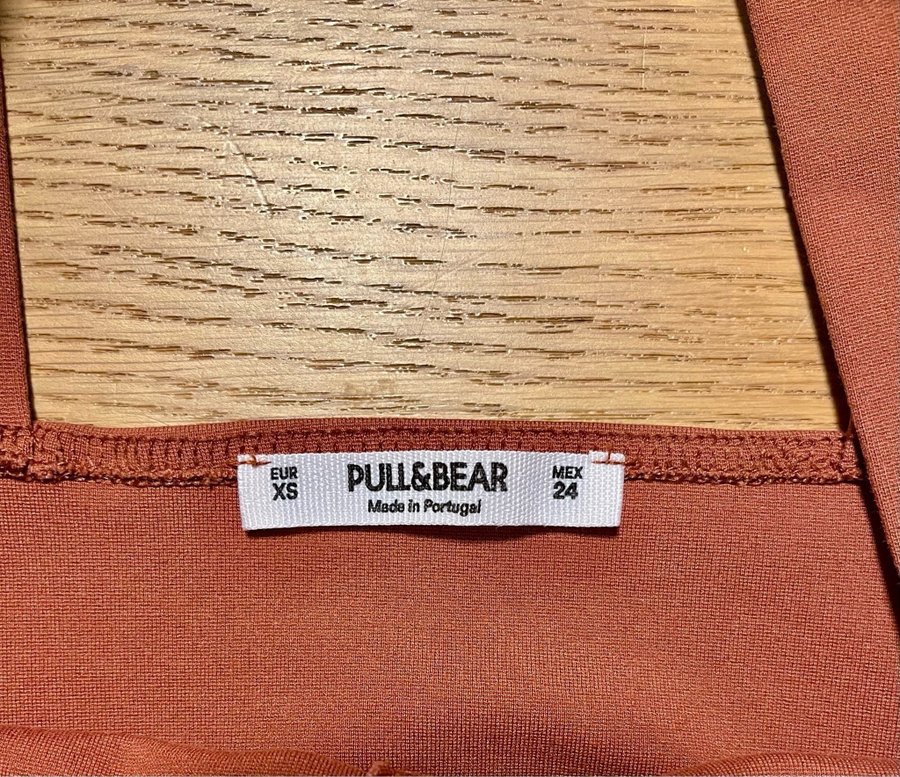 EUR
XS
PULL&BEAR
Made in Portugal
MEX
24